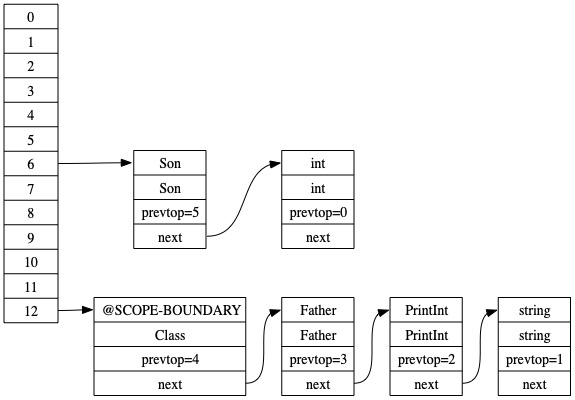 0
1
2
3
4
5
6
7
8
9
10
11
12
Son
Son
prevtop=5
next
int
int
prevtop=0
next
@SCOPE-BOUNDARY
Class
prevtop=4
next
Father
Father
prevtop=3
next
PrintInt
PrintInt
prevtop=2
next
string
string
prevtop=1
next